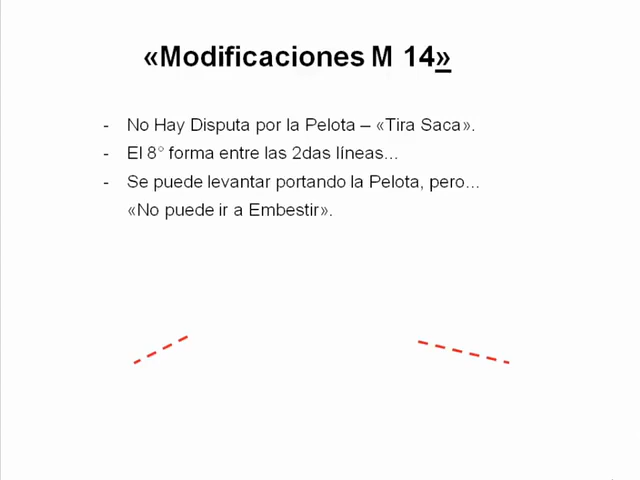 «Modificaciones M 14»
- No Hay Disputa por la Pelota – «Tira Saca».
- El 8° forma entre las 2das líneas...
- Se puede levantar portando la Pelota, pero...
«No puede ir a Embestir».